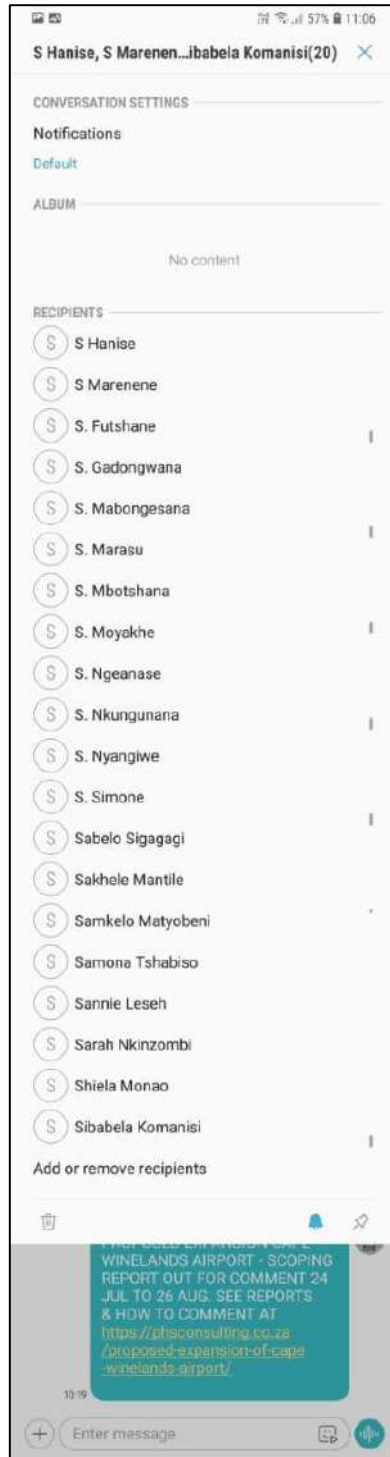 57% 11:06
S Hanise, S Marenen...ibabela Komanisi(20)
CONVERSATION SETTINGS
Notifications
Default
ALBUM
No content
RECIPIENTS
S S Hanise
S S Marenene
S S. Futshane
S S. Gadongwana
S S. Mabongesana
S S. Marasu
S S. Mbotshana
S S. Moyakhe
S S. Ngeanase
S S. Nkungunana
S S. Nyangiwe
S S. Simone
S Sabelo Sigagagi
S Sakhele Mantile
S Samkelo Matyobeni
S Samona Tshabiso
S Sannie Leseh
S Sarah Nkinzombi
S Shiela Monao
S Sibabela Komanisi
Add or remove recipients
PROPOSED EXPANSION CAPE
WINELANDS AIRPORT - SCOPING
REPORT OUT FOR COMMENT 24
JUL TO 26 AUG. SEE REPORTS
& HOW TO COMMENT AT
https://phsconsulting.co.za
/proposed-expansion-of-cape
-winelands-airport/
10:19
Enter message